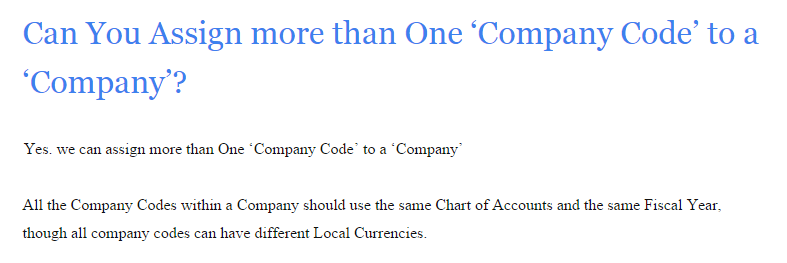 Can You Assign more than One ‘Company Code’ to a
‘Company’?
Yes. we can assign more than One ‘Company Code’ to a ‘Company’
All the Company Codes within a Company should use the same Chart of Accounts and the same Fiscal Year,
though all company codes can have different Local Currencies.